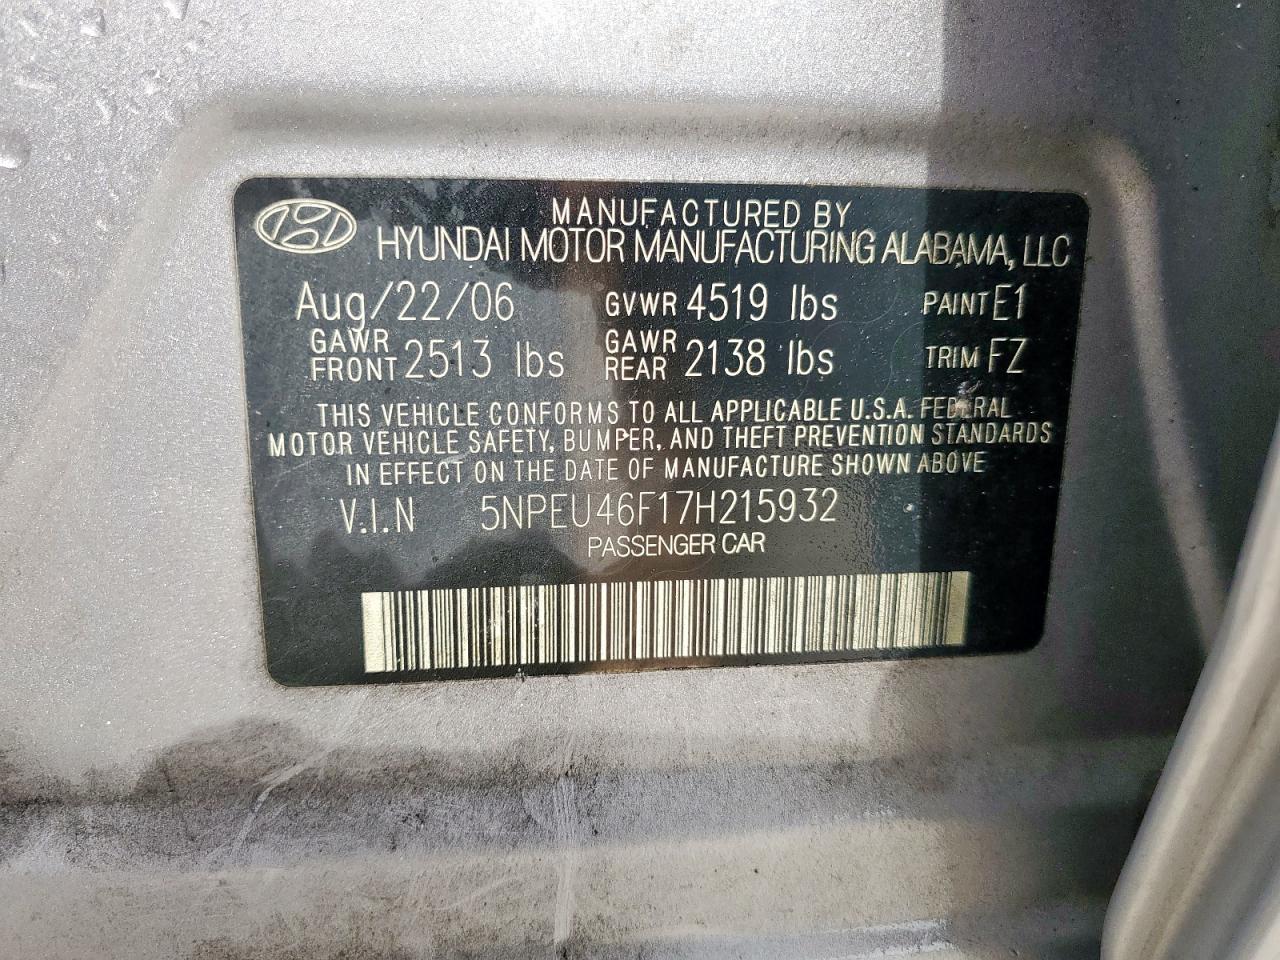 MANUFACTURED BY
HYUNDAI MOTOR MANUFACTURING ALABAMA, LLC
Aug/22/06 GVWR 4519 lbs PAINT E1
GAWR FRONT 2513 lbs GAWR REAR 2138 lbs TRIM FZ
THIS VEHICLE CONFORMS TO ALL APPLICABLE U.S.A. FEDERAL
MOTOR VEHICLE SAFETY, BUMPER, AND THEFT PREVENTION STANDARDS
IN EFFECT ON THE DATE OF MANUFACTURE SHOWN ABOVE
V.I.N 5NPEU46F17H215932
PASSENGER CAR